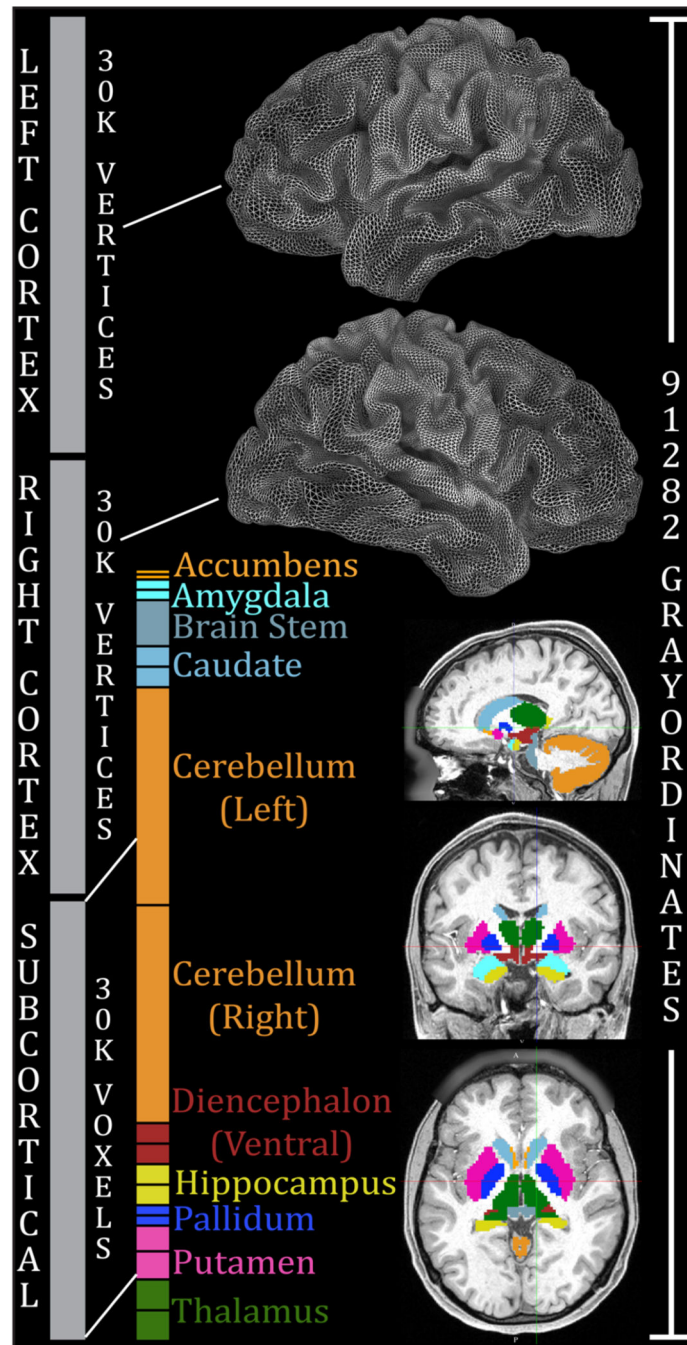 LEFT CORTEX
30K VERTICES
RIGHT CORTEX
30K VERTICES
SUBCORTICAL
30K VOXELS
Accumbens
Amygdala
Brain Stem
Caudate
Cerebellum
(Left)
Cerebellum
(Right)
Diencephalon
(Ventral)
Hippocampus
Pallidum
Putamen
Thalamus
91282 GRAYORDINATES
A
P